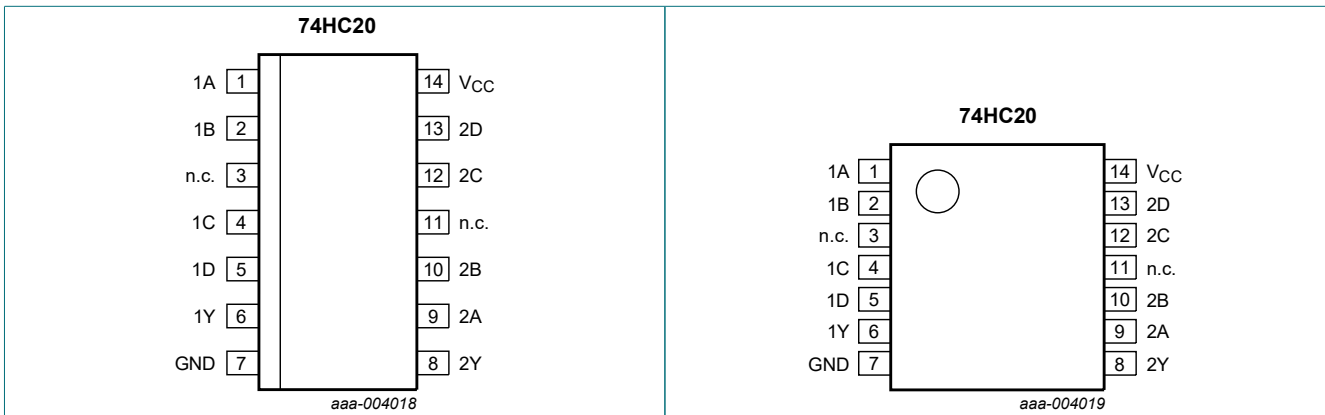 74HC20
1A 1 14 VCC
1B 2 13 2D
n.c. 3 12 2C
1C 4 11 n.c.
1D 5 10 2B
1Y 6 9 2A
GND 7 8 2Y
aaa-004018
74HC20
1A 1 14 VCC
1B 2 13 2D
n.c. 3 12 2C
1C 4 11 n.c.
1D 5 10 2B
1Y 6 9 2A
GND 7 8 2Y
aaa-004019